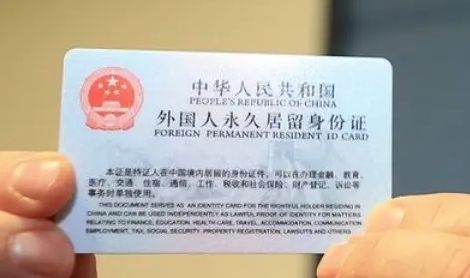 中华人民共和国
PEOPLE'S REPUBLIC OF CHINA
外国人永久居留身份证
FOREIGN PERMANENT RESIDENT ID CARD
本证是持证人在中国境内居留的身份证件，可以在办理金融、教育、
医疗、交通、住宿、通信、工作、税收和社会保险、财产登记、诉讼等
事务时单独使用。
THIS DOCUMENT SERVES AS AN IDENTITY CARD FOR THE RIGHTFUL HOLDER RESIDING IN
CHINA AND CAN BE USED INDEPENDENTLY AS LAWFUL PROOF OF IDENTITY FOR MATTERS
RELATING TO FINANCE, EDUCATION, HEALTH CARE, TRAVEL, ACCOMMODATION, COMMUNICATION
EMPLOYMENT, TAX, SOCIAL SECURITY, PROPERTY REGISTRATION, LAWSUITS AND OTHERS